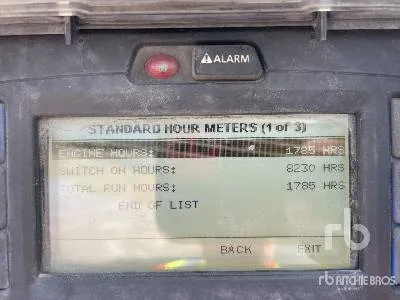 ALARM
STANDARD HOUR METERS (1 of 3)
ENGINE HOURS: 1785 HRS
SWITCH ON HOURS: 8230 HRS
TOTAL RUN HOURS: 1785 HRS
END OF LIST
BACK EXIT
rb
RITCHIE BROS.